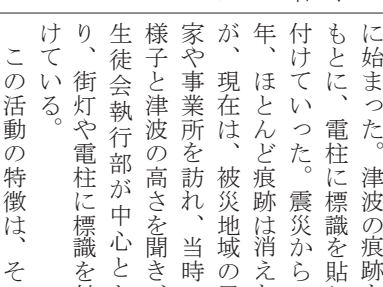 に始まった。津波の痕跡
もとに、電柱に標識を貼
付けていった。震災から
年、ほとんど痕跡は消え
が、現在は、被災地域の
家や事業所を訪れ、当時
様子と津波の高さを聞き
生徒会執行部が中心と
り、街灯や電柱に標識を
けている。
この活動の特徴は、そ